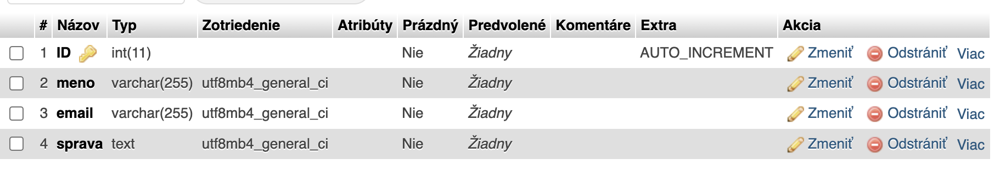 # Názov Typ Zotriedenie Atribúty Prázdný Predvolené Komentáre Extra Akcia
1 ID int(11) Nie Žiadny AUTO_INCREMENT Zmeniť Odstrániť Viac
2 meno varchar(255) utf8mb4_general_ci Nie Žiadny Zmeniť Odstrániť Viac
3 email varchar(255) utf8mb4_general_ci Nie Žiadny Zmeniť Odstrániť Viac
4 sprava text utf8mb4_general_ci Nie Žiadny Zmeniť Odstrániť Viac